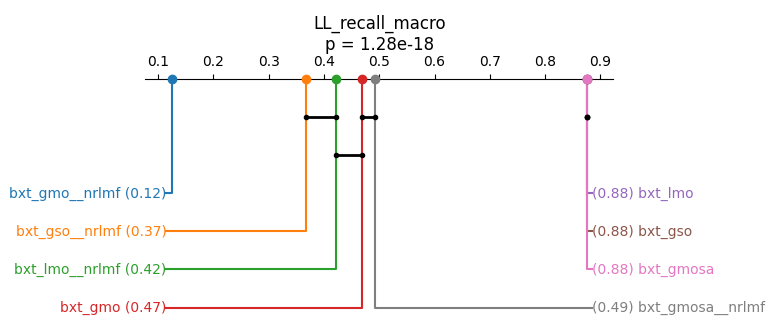 LL_recall_macro
p = 1.28e-18
0.1 0.2 0.3 0.4 0.5 0.6 0.7 0.8 0.9
bxt_gmo__nrlmf (0.12) (0.88) bxt_lmo
bxt_gso__nrlmf (0.37) (0.88) bxt_gso
bxt_lmo__nrlmf (0.42) (0.88) bxt_gmosa
bxt_gmo (0.47) (0.49) bxt_gmosa__nrlmf